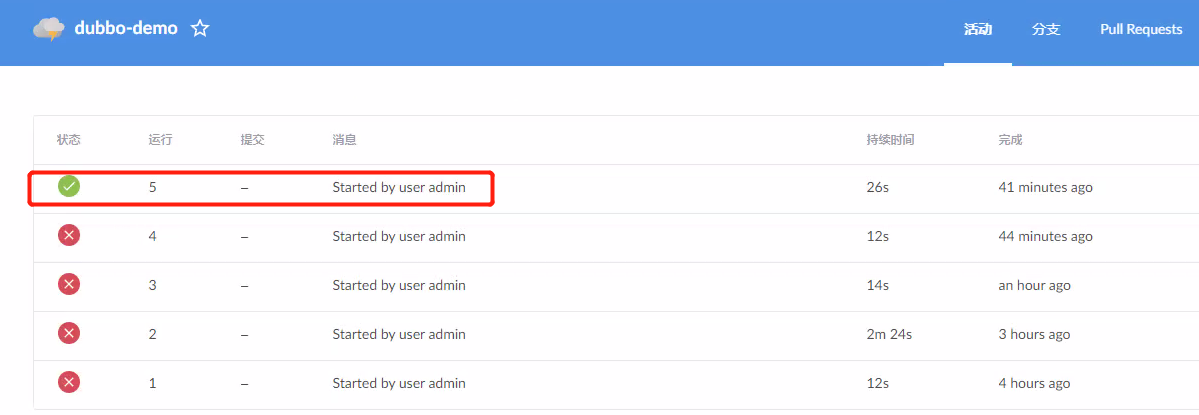 dubbo-demo 活动 分支 Pull Requests
状态 运行 提交 消息 持续时间 完成
5 – Started by user admin 26s 41 minutes ago
4 – Started by user admin 12s 44 minutes ago
3 – Started by user admin 14s an hour ago
2 – Started by user admin 2m 24s 3 hours ago
1 – Started by user admin 12s 4 hours ago